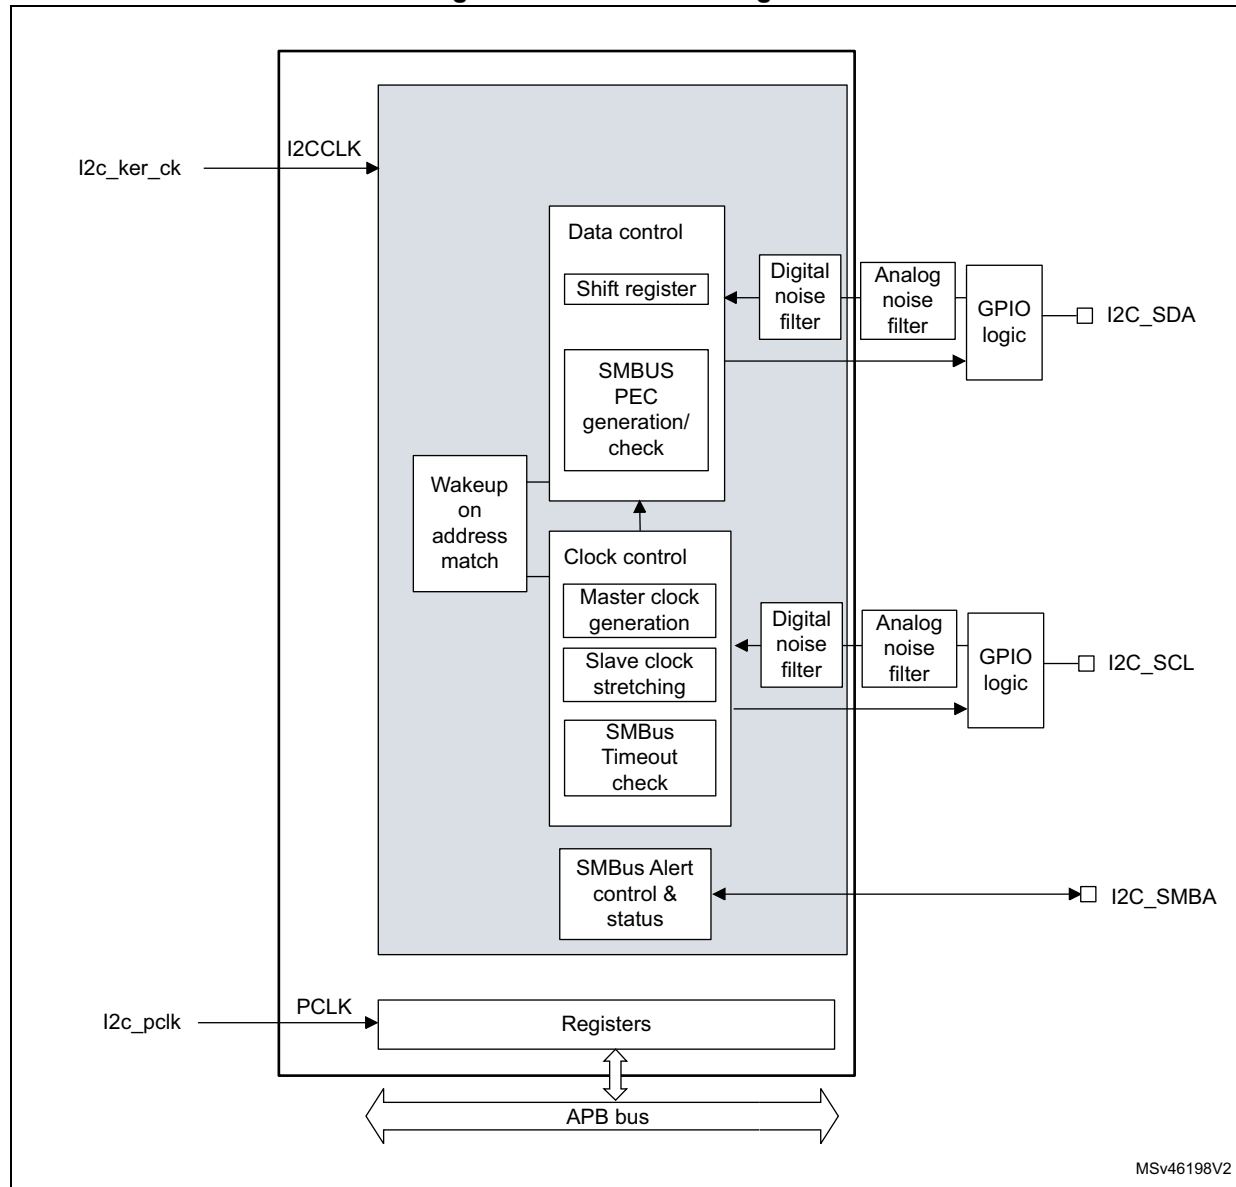 I2CCLK
I2c_ker_ck
Data control
Shift register
SMBUS
PEC
generation/
check
Digital
noise
filter
Analog
noise
filter
GPIO
logic
I2C_SDA
Wakeup
on
address
match
Clock control
Master clock
generation
Slave clock
stretching
SMBus
Timeout
check
Digital
noise
filter
Analog
noise
filter
GPIO
logic
I2C_SCL
SMBus Alert
control &
status
I2C_SMBA
PCLK
I2c_pclk
Registers
APB bus
MSv46198V2